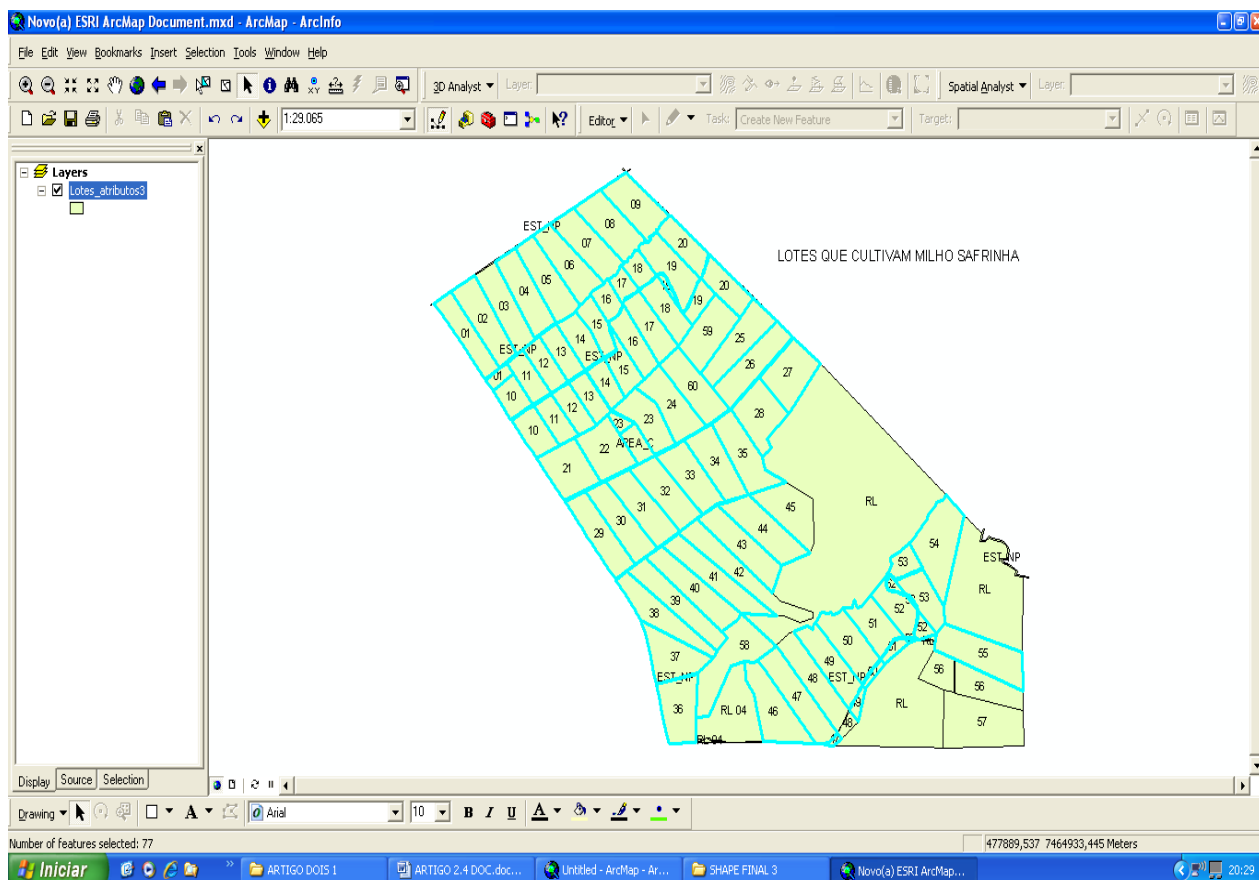 Novo(a) ESRI ArcMap Document.mxd - ArcMap - ArcInfo
File Edit View Bookmarks Insert Selection Tools Window Help
3D Analyst Layer: Spatial Analyst Layer:
1:29.065 Editor Task: Create New Feature Target:
Layers
Lotes_atributos3
LOTES QUE CULTIVAM MILHO SAFRINHA
09
EST_NP 08
07 20
06 18 19
05 17 20
04 16 18 19
03 15 17 59 25
02 14 16
01 EST_NP 13 EST_NP 26
12 15 27
01 11 14 60
10 13 24 28
12 23
11 23
10 22 AREA_C 35
21 34
33
32 45 RL
31 44
30 43 54
29 42 53 EST_NP
41 RL
40 53
39 52
38 51 52
58 50
37 49 55
EST_NP 48 EST_NP 56 56
36 RL 04 46 47 48 RL 57
RL 04
Display Source Selection
Drawing A Arial 10 B I U A
Number of features selected: 77 477889,537 7464933,445 Meters
Iniciar ARTIGO DOIS 1 ARTIGO 2.4 DOC.doc... Untitled - ArcMap - Ar... SHAPE FINAL 3 Novo(a) ESRI ArcMap... 20:29